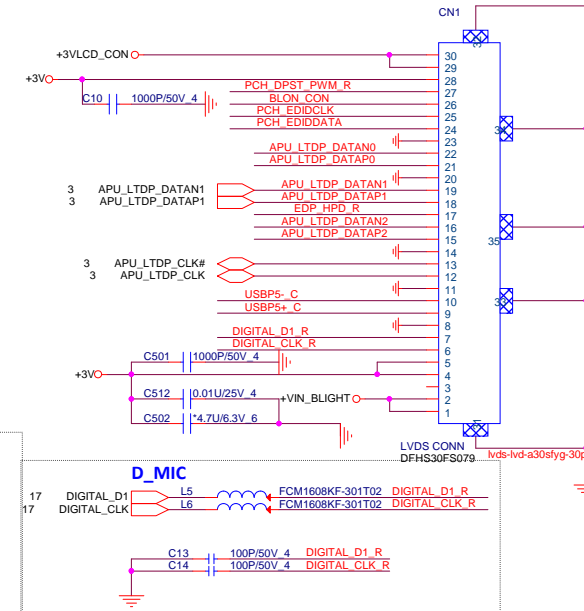 CN1
+3VLCD_CON
30
29
+3V
28
PCH_DPST_PWM_R
27
C10
1000P/50V_4
BLON_CON
26
PCH_EDIDCLK
25
PCH_EDIDDATA
24
23
APU_LTDP_DATAN0
22
APU_LTDP_DATAP0
21
20
3 APU_LTDP_DATAN1
APU_LTDP_DATAN1
19
3 APU_LTDP_DATAP1
APU_LTDP_DATAP1
18
EDP_HPD_R
17
APU_LTDP_DATAN2
16
APU_LTDP_DATAP2
15
35
14
3 APU_LTDP_CLK#
13
3 APU_LTDP_CLK
12
11
USBP5-_C
10
USBP5+_C
9
8
DIGITAL_D1_R
7
DIGITAL_CLK_R
6
C501
1000P/50V_4
5
+3V
4
3
C512
0.01U/25V_4
+VIN_BLIGHT
2
C502
*4.7U/6.3V_6
1
LVDS CONN
DFHS30FS079
lvds-lvd-a30sfyg-30p
D_MIC
17 DIGITAL_D1
L5
FCM1608KF-301T02
DIGITAL_D1_R
17 DIGITAL_CLK
L6
FCM1608KF-301T02
DIGITAL_CLK_R
C13
100P/50V_4
DIGITAL_D1_R
C14
100P/50V_4
DIGITAL_CLK_R